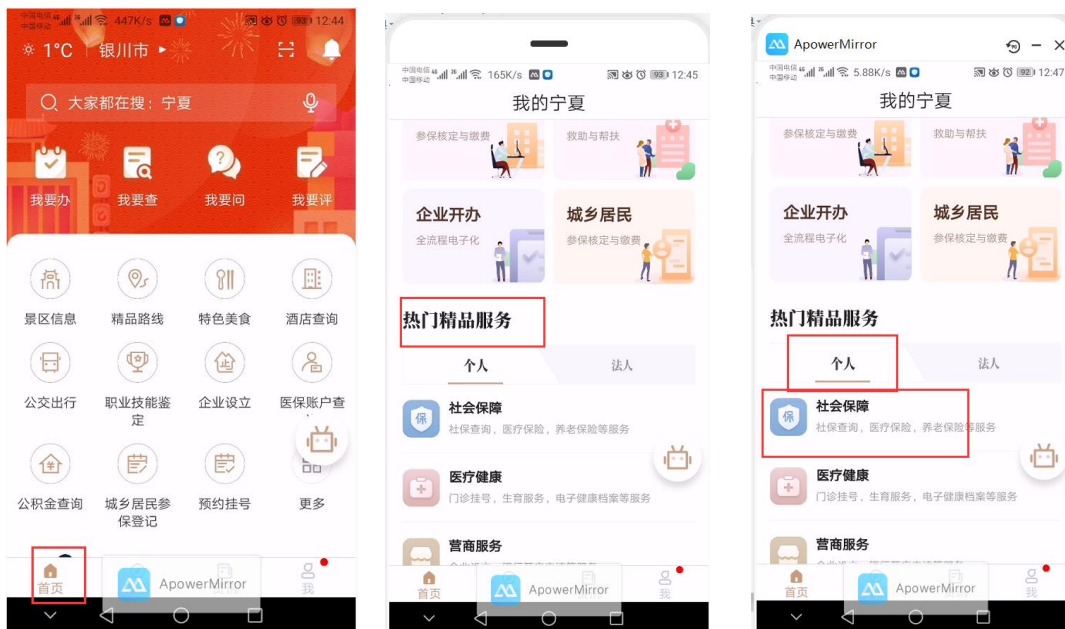 中国电信
中国移动
447K/s
93
12:44
1°C
银川市
大家都在搜：宁夏
我要办
我要查
我要问
我要评
景区信息
精品路线
特色美食
酒店查询
公交出行
职业技能鉴定
企业设立
医保账户查
公积金查询
城乡居民参保登记
预约挂号
更多
首页
ApowerMirror
我
中国电信
中国移动
165K/s
93
12:45
我的宁夏
参保核定与缴费
救助与帮扶
企业开办
全流程电子化
城乡居民
参保核定与缴费
热门精品服务
个人
法人
保
社会保障
社保查询，医疗保险，养老保险等服务
医疗健康
门诊挂号，生育服务，电子健康档案等服务
营商服务
首页
ApowerMirror
我
ApowerMirror
中国电信
中国移动
5.88K/s
92
12:47
我的宁夏
参保核定与缴费
救助与帮扶
企业开办
全流程电子化
城乡居民
参保核定与缴费
热门精品服务
个人
法人
保
社会保障
社保查询，医疗保险，养老保险等服务
医疗健康
门诊挂号，生育服务，电子健康档案等服务
营商服务
首页
ApowerMirror
我